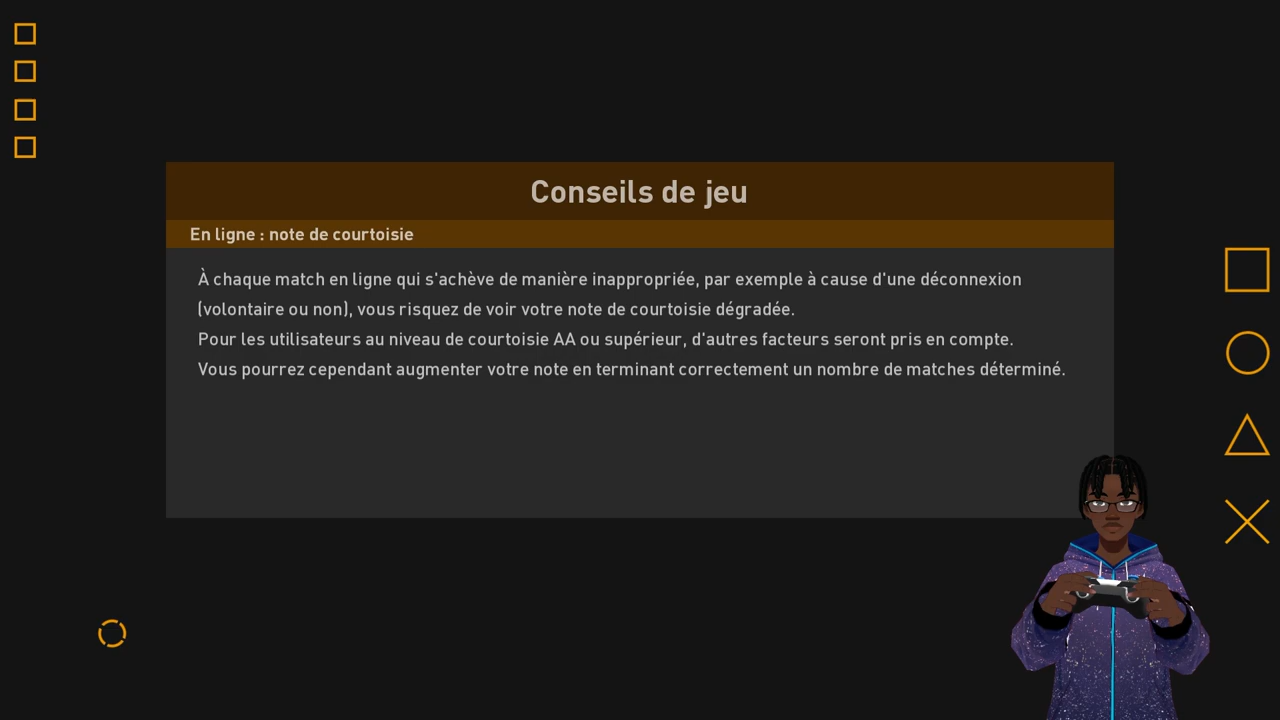 Conseils de jeu
En ligne : note de courtoisie
À chaque match en ligne qui s'achève de manière inappropriée, par exemple à cause d'une déconnexion
(volontaire ou non), vous risquez de voir votre note de courtoisie dégradée.
Pour les utilisateurs au niveau de courtoisie AA ou supérieur, d'autres facteurs seront pris en compte.
Vous pourrez cependant augmenter votre note en terminant correctement un nombre de matches déterminé.